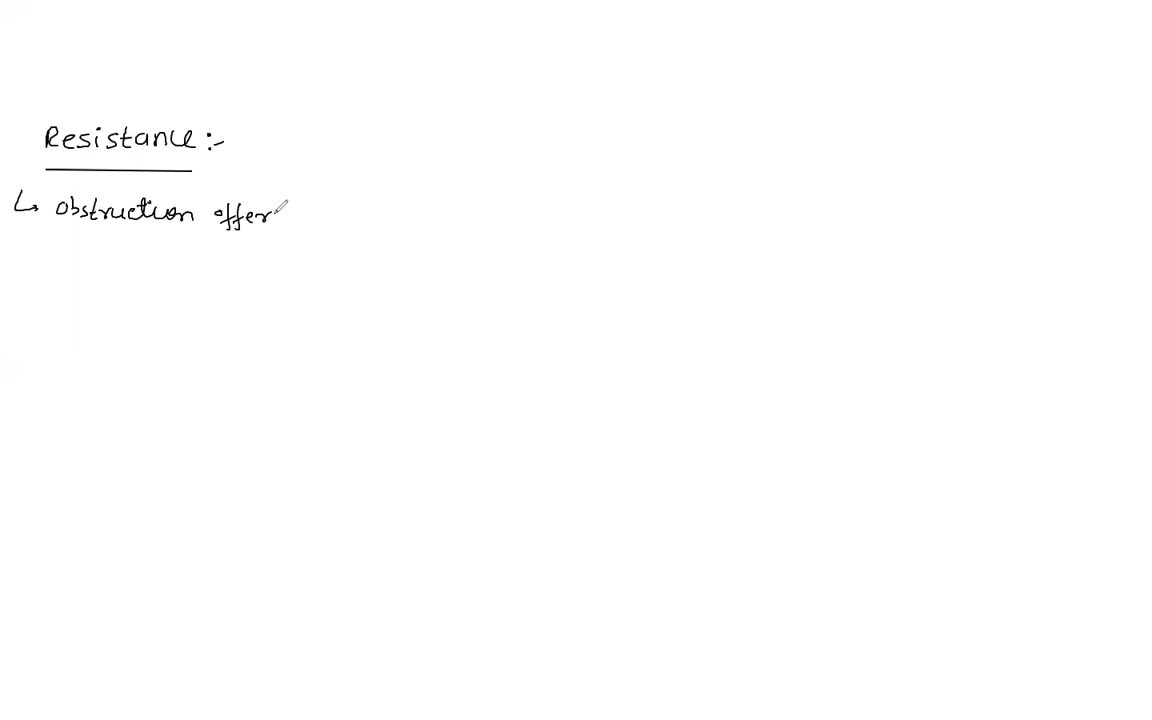 Resistance :-
↳ obstruction offer